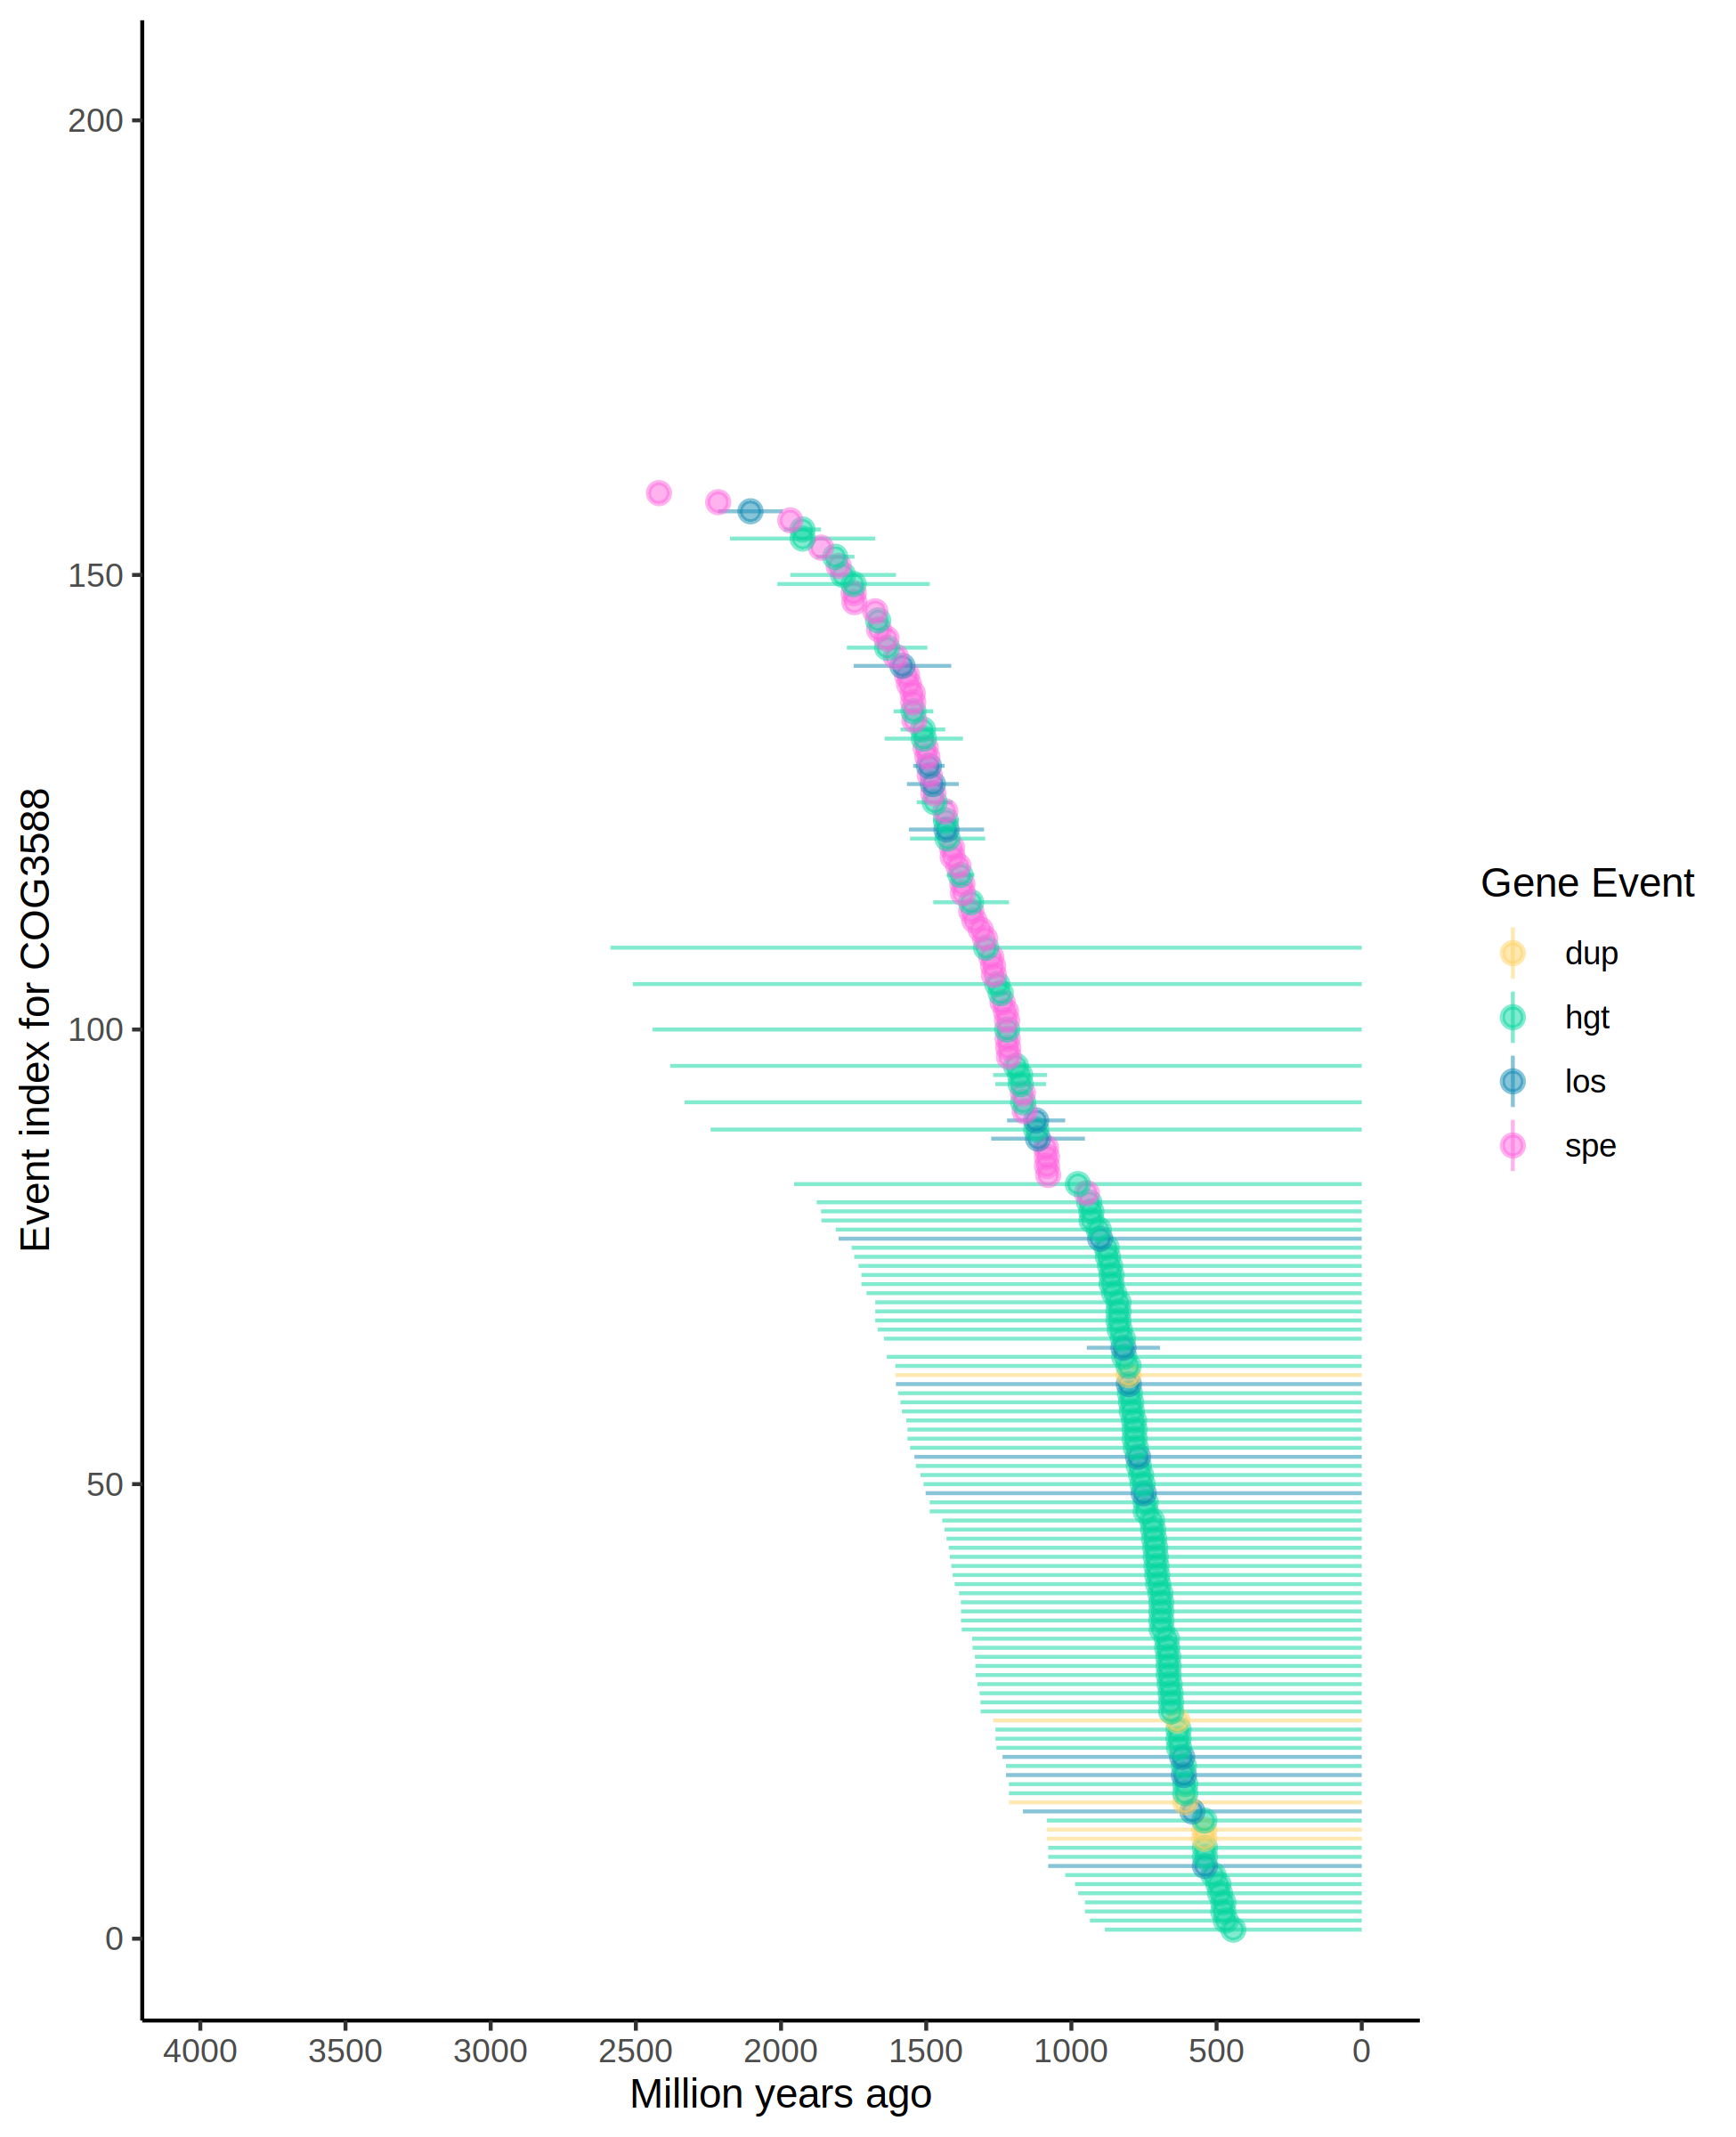 Event index for COG3588
200
150
100
50
0
4000 3500 3000 2500 2000 1500 1000 500 0
Million years ago
Gene Event
dup
hgt
los
spe